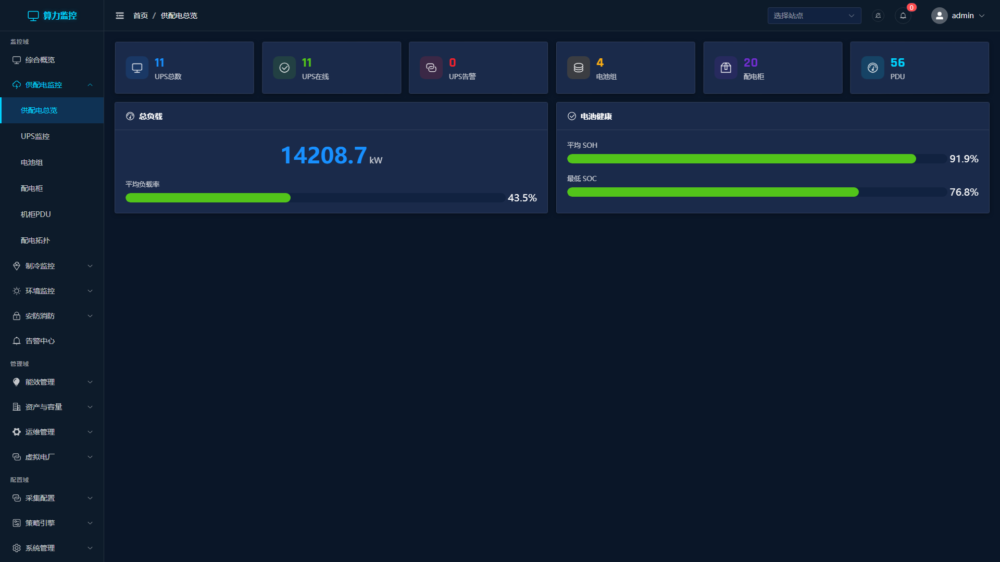 算力监控
首页 / 供配电总览
选择站点
0
admin
监控域
综合概览
供配电监控
供配电总览
UPS监控
电池组
配电柜
机柜PDU
配电拓扑
制冷监控
环境监控
安防消防
告警中心
管理域
能效管理
资产与容量
运维管理
虚拟电厂
配置域
采集配置
策略引擎
系统管理
11
UPS总数
11
UPS在线
0
UPS告警
4
电池组
20
配电柜
56
PDU
总负载
14208.7 kW
平均负载率
43.5%
电池健康
平均 SOH
91.9%
最低 SOC
76.8%